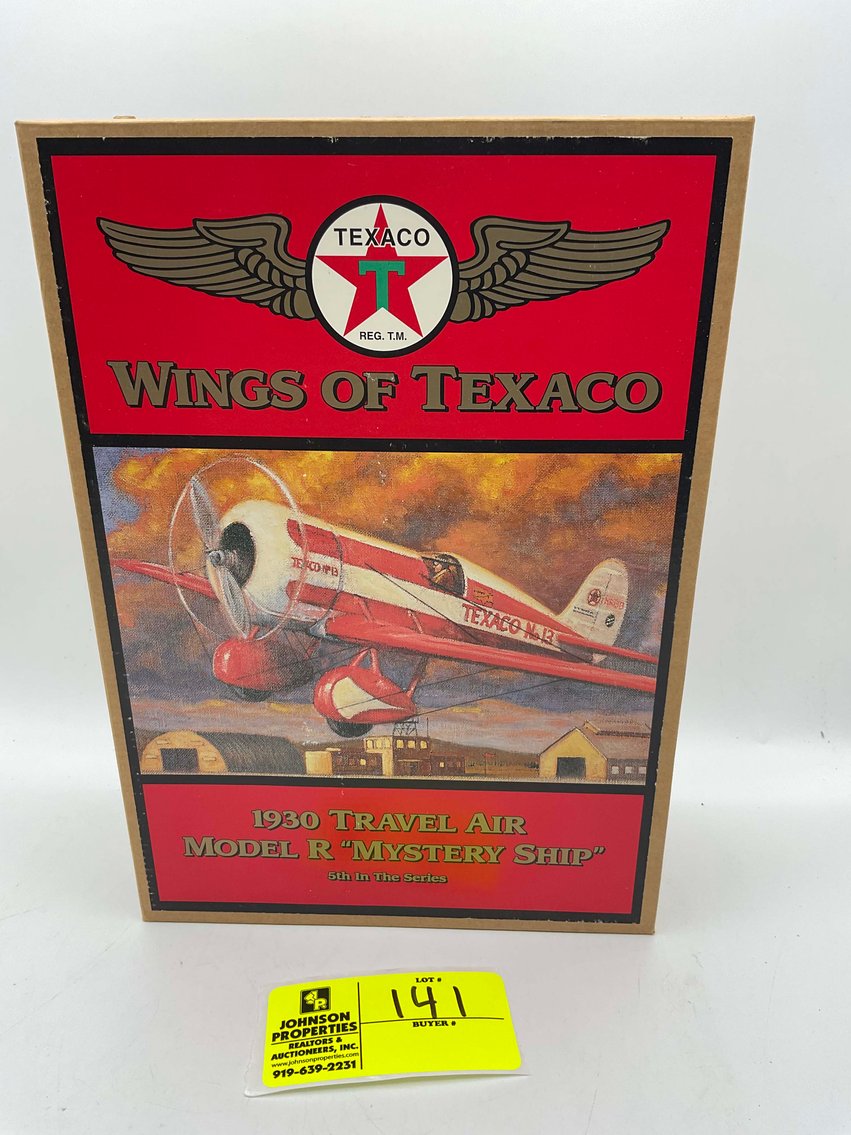 TEXACO
T
REG. T.M.
WINGS OF TEXACO
TEXACO No 13
TEXACO No 13
1930 TRAVEL AIR
MODEL R "MYSTERY SHIP"
5th In The Series
LOT #
141
BUYER #
JOHNSON
PROPERTIES
REALTORS &
AUCTIONEERS, INC.
www.johnsonproperties.com
919-639-2231